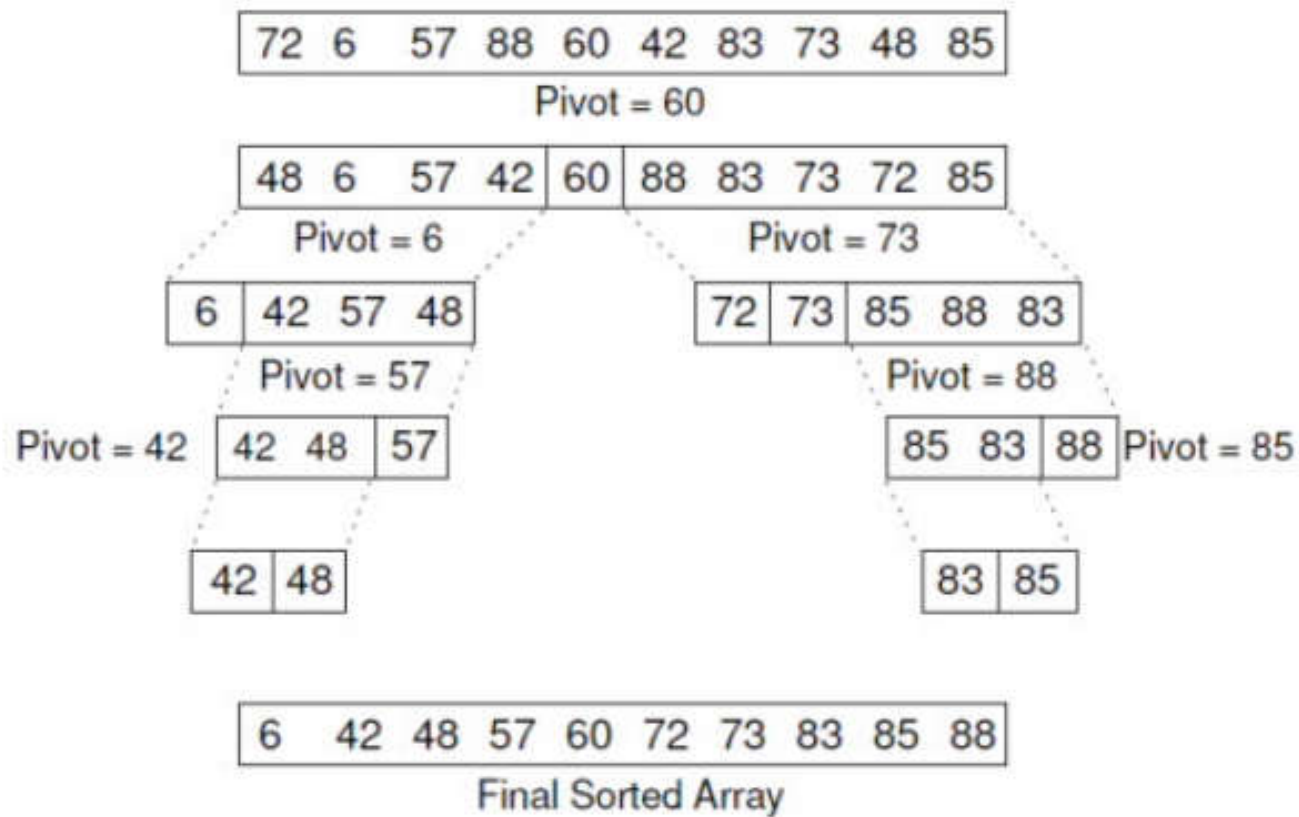 72 6 57 88 60 42 83 73 48 85
Pivot = 60
48 6 57 42 60 88 83 73 72 85
Pivot = 6 Pivot = 73
6 42 57 48 72 73 85 88 83
Pivot = 57 Pivot = 88
Pivot = 42 42 48 57 85 83 88 Pivot = 85
42 48 83 85
6 42 48 57 60 72 73 83 85 88
Final Sorted Array